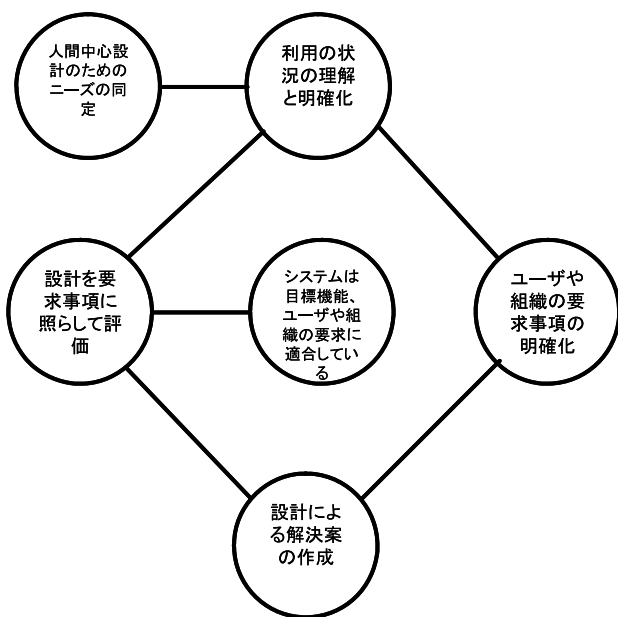 人間中心設
計のための
ニーズの同
定
利用の状
況の理解
と明確化
設計を要
求事項に
照らして評
価
システムは
目標機能、
ユーザや組
織の要求に
適合してい
る
ユーザや
組織の要
求事項の
明確化
設計によ
る解決案
の作成